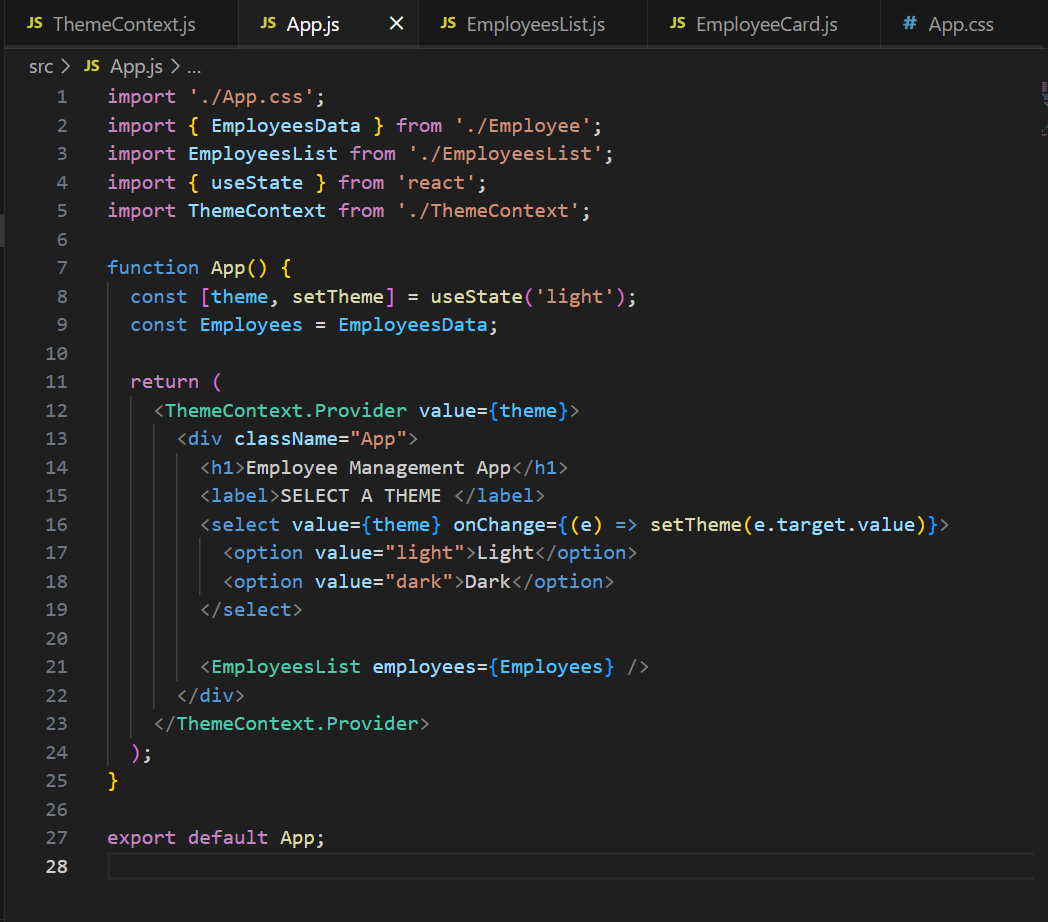 JS ThemeContext.js JS App.js × JS EmployeesList.js JS EmployeeCard.js # App.css
src > JS App.js > ...
1 import './App.css';
2 import { EmployeesData } from './Employee';
3 import EmployeesList from './EmployeesList';
4 import { useState } from 'react';
5 import ThemeContext from './ThemeContext';
6
7 function App() {
8 const [theme, setTheme] = useState('light');
9 const Employees = EmployeesData;
10
11 return (
12 <ThemeContext.Provider value={theme}>
13 <div className="App">
14 <h1>Employee Management App</h1>
15 <label>SELECT A THEME </label>
16 <select value={theme} onChange={(e) => setTheme(e.target.value)}>
17 <option value="light">Light</option>
18 <option value="dark">Dark</option>
19 </select>
20
21 <EmployeesList employees={Employees} />
22 </div>
23 </ThemeContext.Provider>
24 );
25 }
26
27 export default App;
28